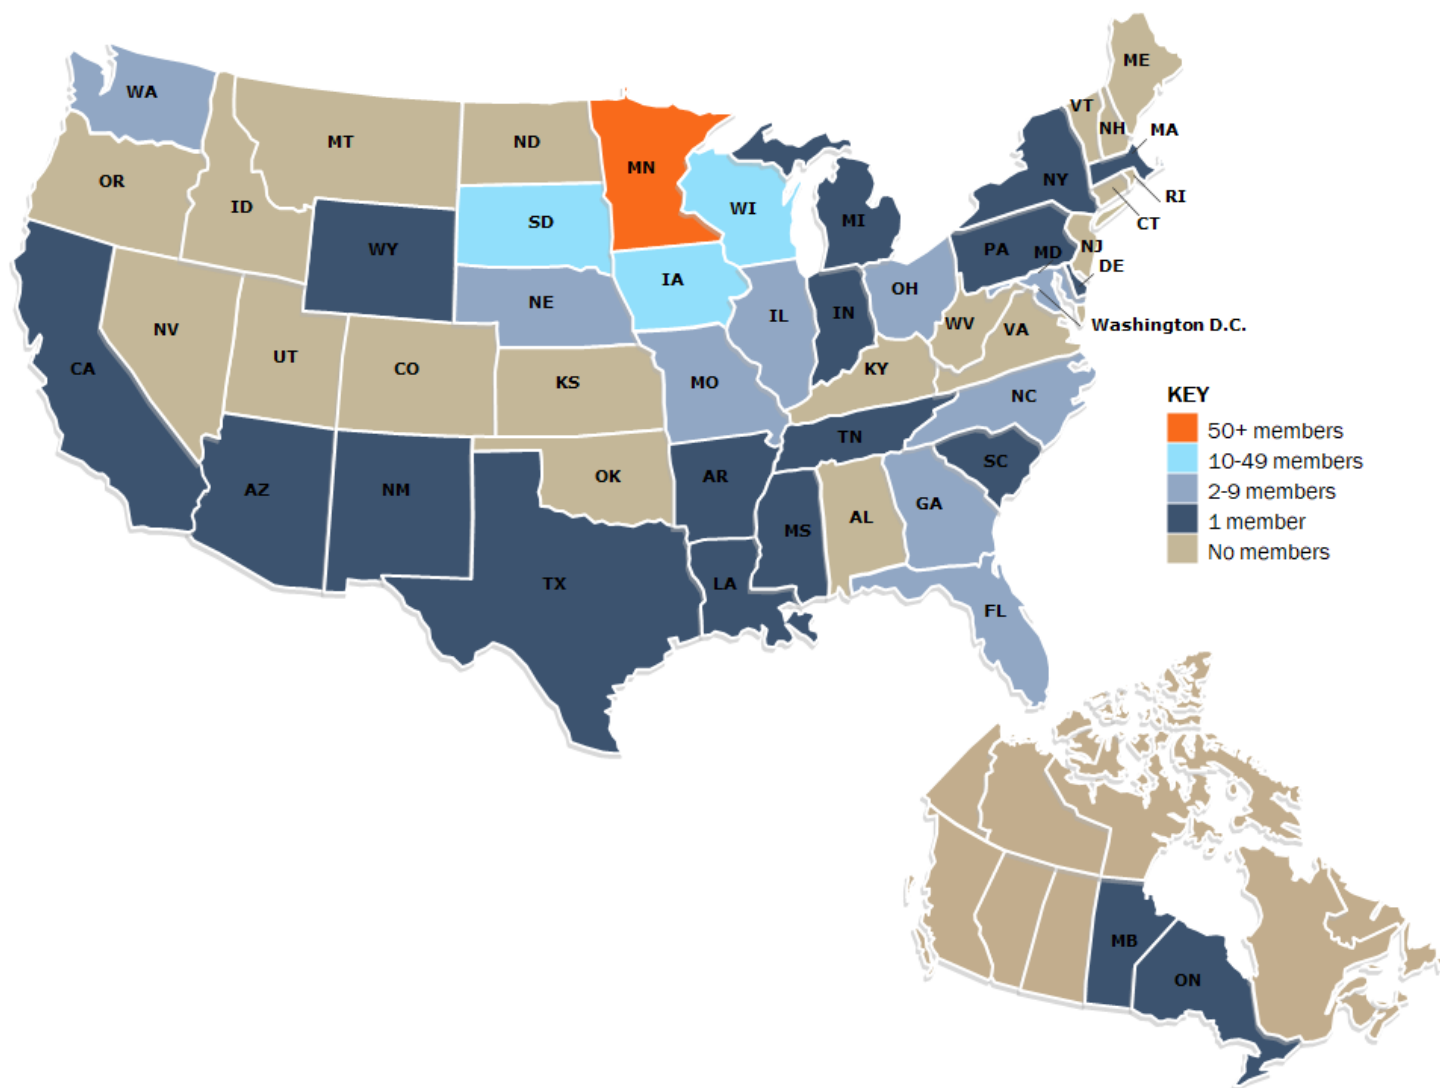 ME
WA
VT
NH
MA
MT
ND
MN
OR
NY
RI
ID
SD
WI
MI
CT
WY
PA
MD
NJ
DE
IA
NE
OH
IL
IN
WV
VA
Washington D.C.
NV
UT
CO
KS
MO
KY
CA
NC
TN
SC
AZ
NM
OK
AR
MS
AL
GA
TX
LA
FL
KEY
50+ members
10-49 members
2-9 members
1 member
No members
MB
ON